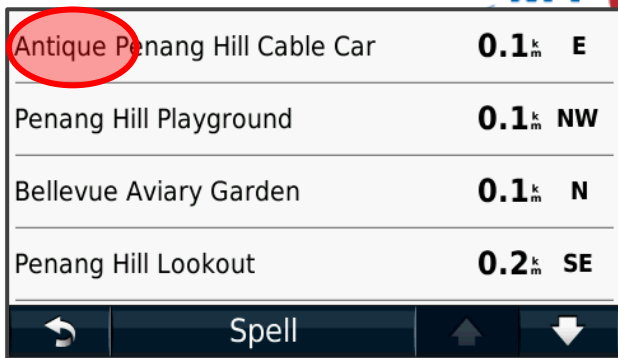 Antique Penang Hill Cable Car 0.1 km E
Penang Hill Playground 0.1 km NW
Bellevue Aviary Garden 0.1 km N
Penang Hill Lookout 0.2 km SE
Spell